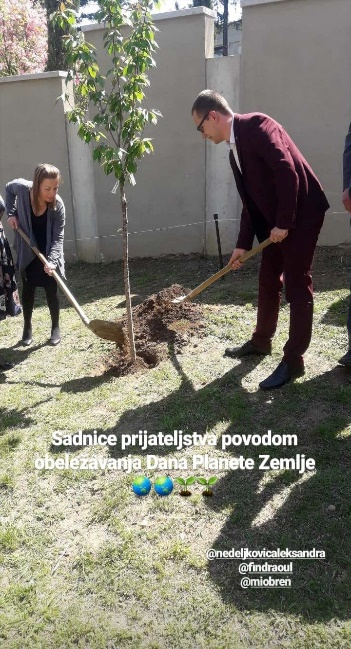 Sadnice prijateljstva povodom
obeležavanja Dana Planete Zemlje
🌍🌍🌱🌱
@nedeljkovicaleksandra
@findraoul
@miobren